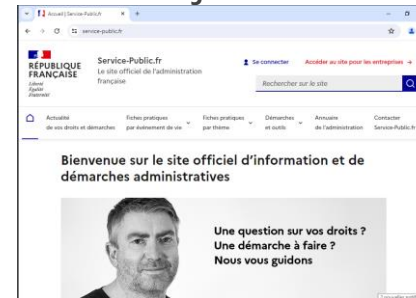 Accueil | Service-Public.fr
service-public.fr
RÉPUBLIQUE
FRANÇAISE
Liberté
Égalité
Fraternité
Service-Public.fr
Le site officiel de l'administration
française
Se connecter
Accéder au site pour les entreprises →
Rechercher sur le site
Actualité
de vos droits et démarches
Fiches pratiques
par événement de vie
Fiches pratiques
par thème
Démarches
et outils
Annuaire
de l'administration
Contacter
Service-Public.fr
Bienvenue sur le site officiel d'information et de
démarches administratives
Une question sur vos droits ?
Une démarche à faire ?
Nous vous guidons